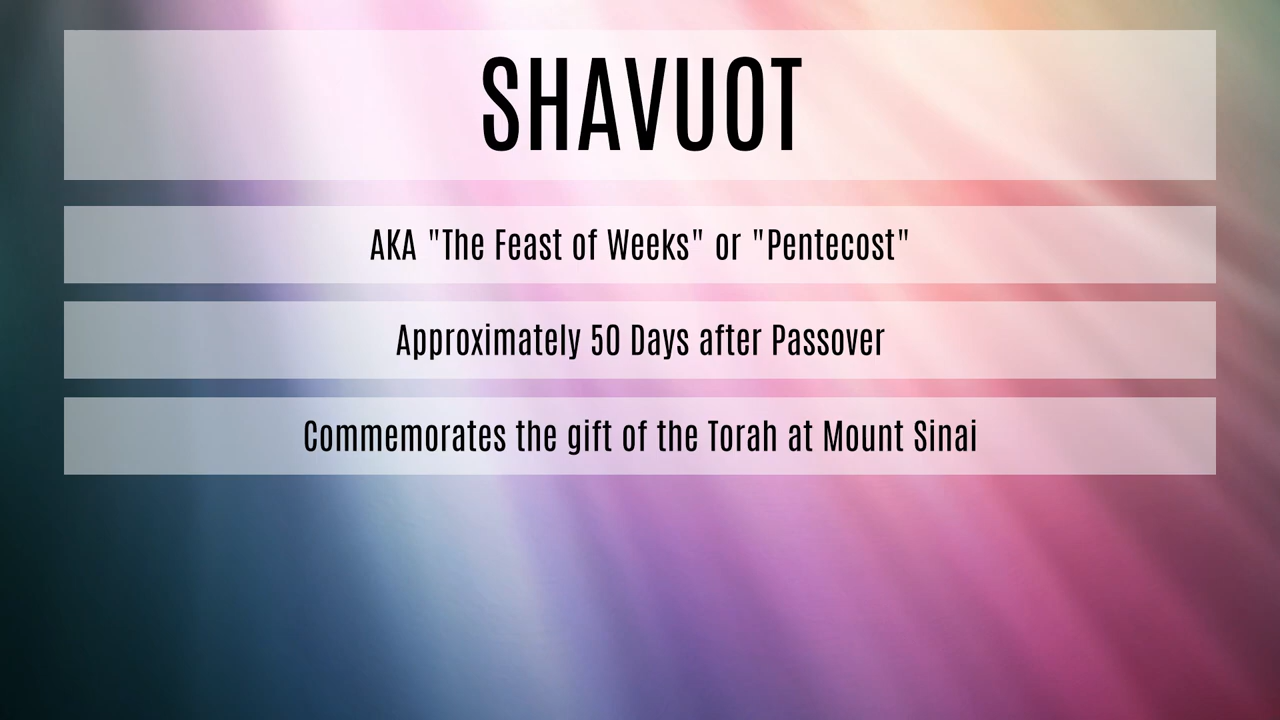 SHAVUOT
AKA "The Feast of Weeks" or "Pentecost"
Approximately 50 Days after Passover
Commemorates the gift of the Torah at Mount Sinai